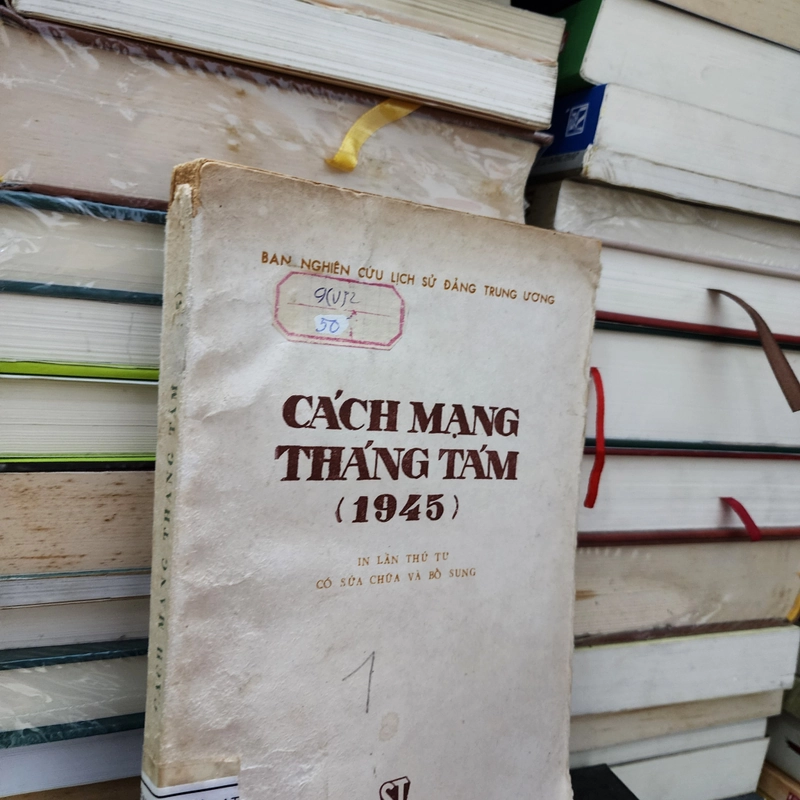 BAN NGHIÊN CỨU LỊCH SỬ ĐẢNG TRUNG ƯƠNG
9(V)2
50
CÁCH MẠNG
THÁNG TÁM
(1945)
IN LẦN THỨ TƯ
CÓ SỬA CHỮA VÀ BỔ SUNG
1
ST
CÁCH MẠNG THÁNG TÁM